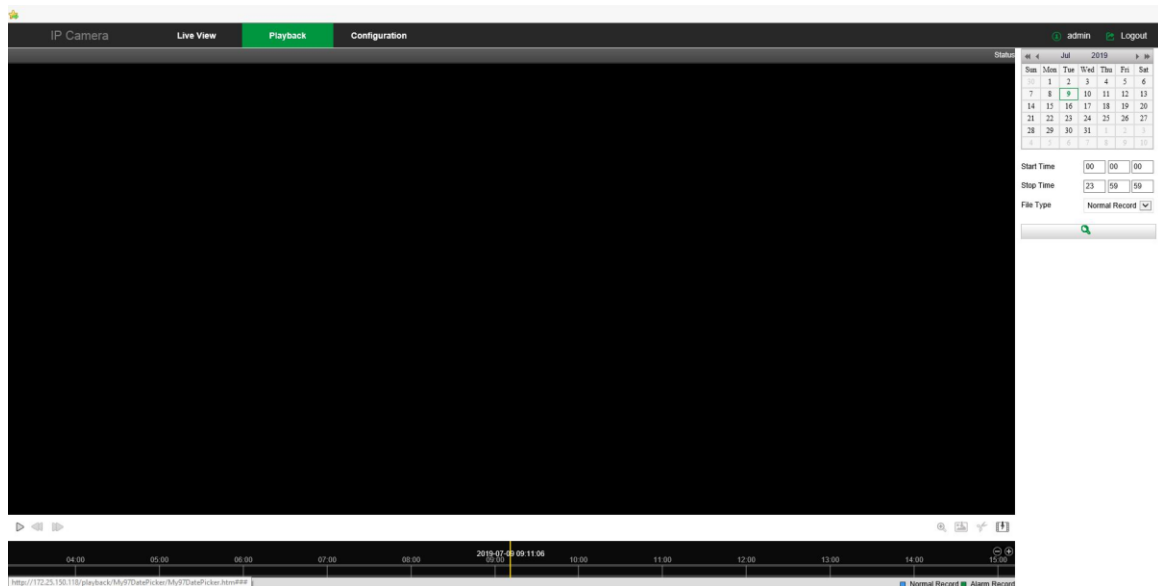 IP Camera Live View Playback Configuration admin Logout
Status
Jul 2019
Sun Mon Tue Wed Thu Fri Sat
30 1 2 3 4 5 6
7 8 9 10 11 12 13
14 15 16 17 18 19 20
21 22 23 24 25 26 27
28 29 30 31 1 2 3
4 5 6 7 8 9 10
Start Time 00 00 00
Stop Time 23 59 59
File Type Normal Record
2019-07-09 09:11:06
04:00 05:00 06:00 07:00 08:00 09:00 10:00 11:00 12:00 13:00 14:00 15:00
http://172.25.150.118/playback/My97DatePicker/My97DatePicker.htm###
Normal Record Alarm Record